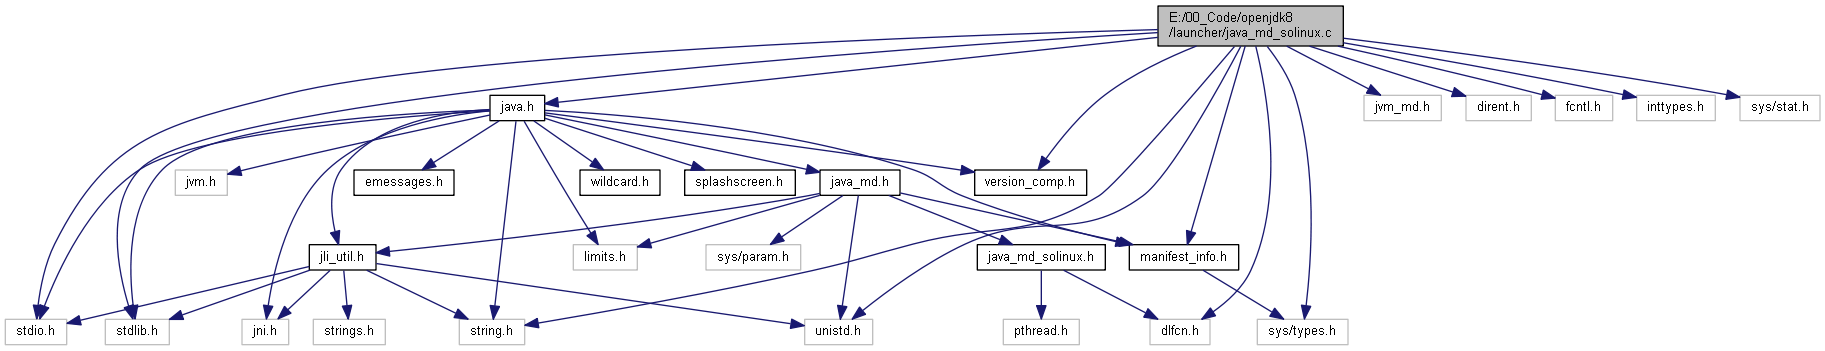 E:/00_Code/openjdk8
/launcher/java_md_solinux.c
java.h
jvm_md.h
dirent.h
fcntl.h
inttypes.h
sys/stat.h
jvm.h
emessages.h
wildcard.h
splashscreen.h
java_md.h
version_comp.h
jli_util.h
limits.h
sys/param.h
java_md_solinux.h
manifest_info.h
stdio.h
stdlib.h
jni.h
strings.h
string.h
unistd.h
pthread.h
dlfcn.h
sys/types.h